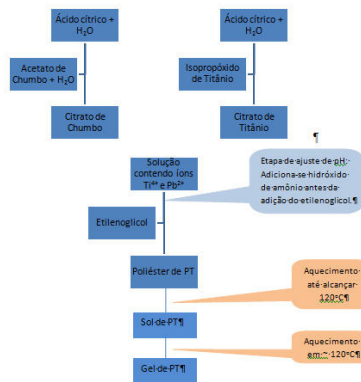 Ácido cítrico +
H₂O
Acetato de
Chumbo + H₂O
Citrato de
Chumbo
Ácido cítrico +
H₂O
Isopropóxido
de Titânio
Citrato de
Titânio
¶
Solução
contendo íons
Ti⁴⁺ e Pb²⁺
Etapa·de·ajuste·de·pH:·
Adiciona-se·hidróxido·
de·amônio·antes·da·
adição·do·etilenoglicol.¶
Etilenoglicol
Poliéster de PT
Aquecimento·
até·alcançar·
120ºC¶
Sol·de·PT¶
Aquecimento·
em·~·120ºC¶
Gel·de·PT¶